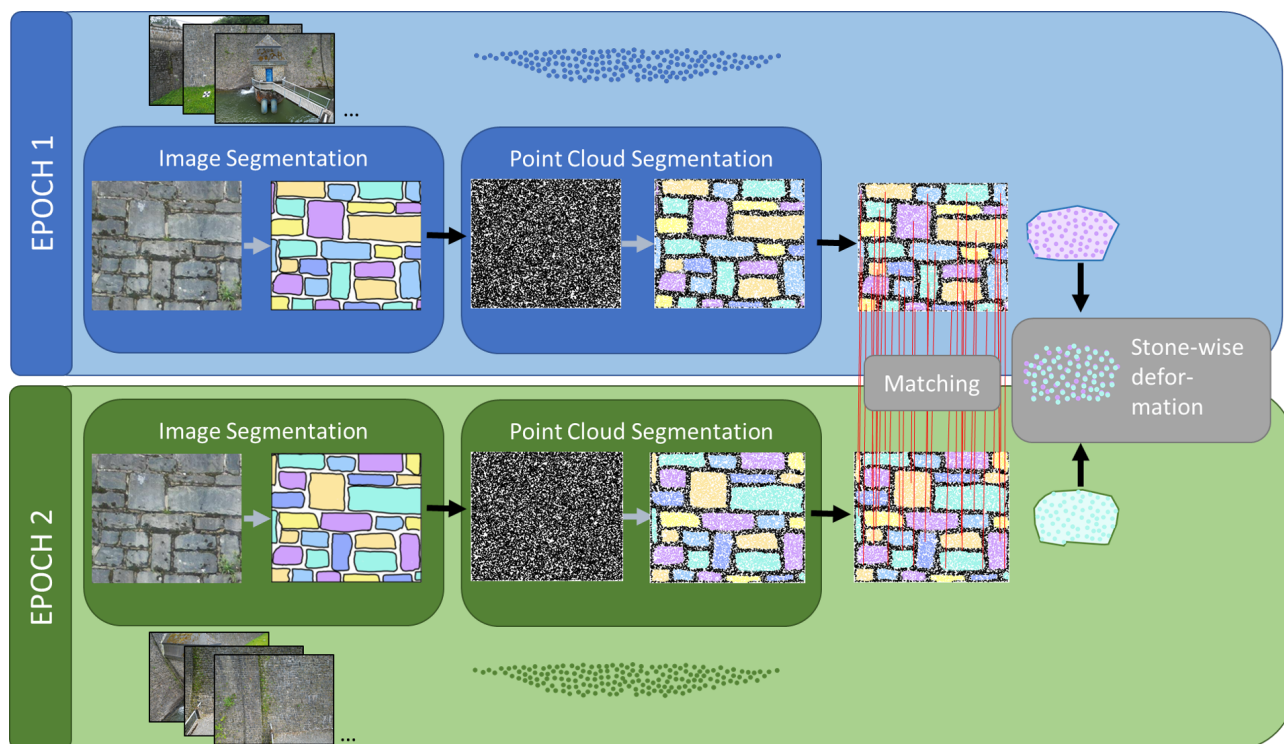 EPOCH 1
...
Image Segmentation
Point Cloud Segmentation
Matching
Stone-wise
defor-
mation
EPOCH 2
Image Segmentation
Point Cloud Segmentation
...